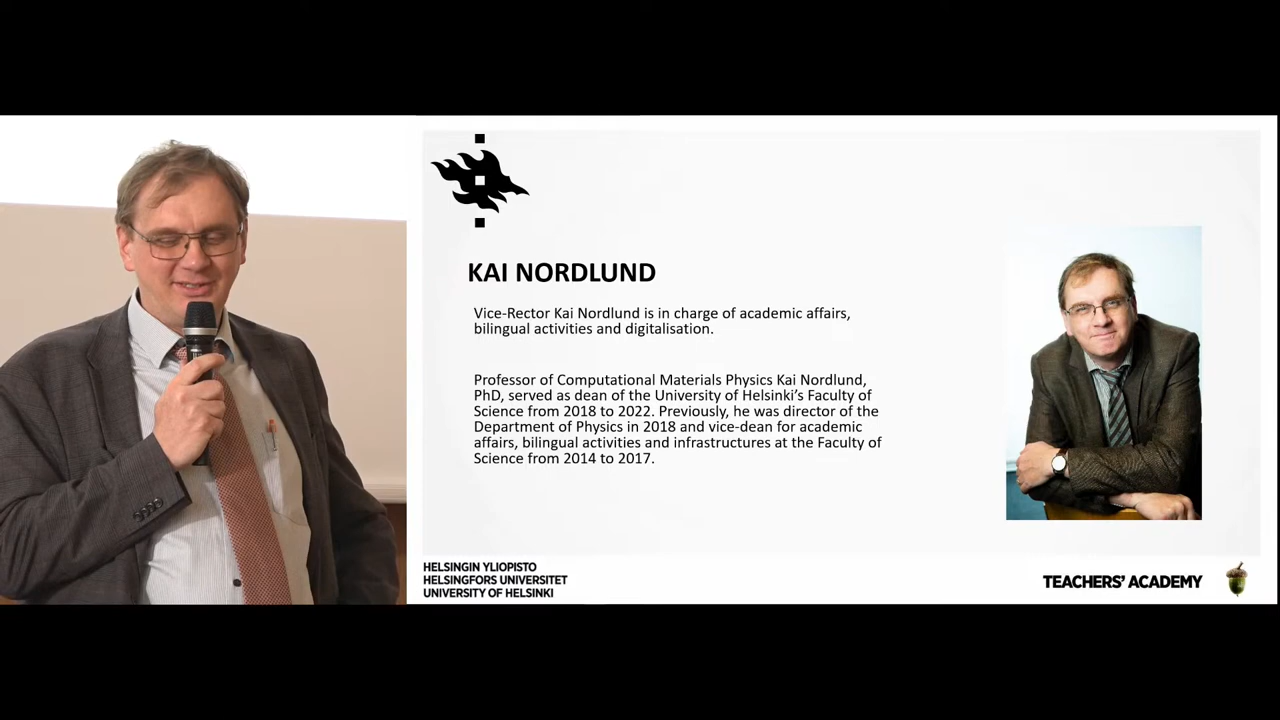 KAI NORDLUND
Vice-Rector Kai Nordlund is in charge of academic affairs,
bilingual activities and digitalisation.
Professor of Computational Materials Physics Kai Nordlund,
PhD, served as dean of the University of Helsinki's Faculty of
Science from 2018 to 2022. Previously, he was director of the
Department of Physics in 2018 and vice-dean for academic
affairs, bilingual activities and infrastructures at the Faculty of
Science from 2014 to 2017.
HELSINGIN YLIOPISTO
HELSINGFORS UNIVERSITET
UNIVERSITY OF HELSINKI
TEACHERS' ACADEMY